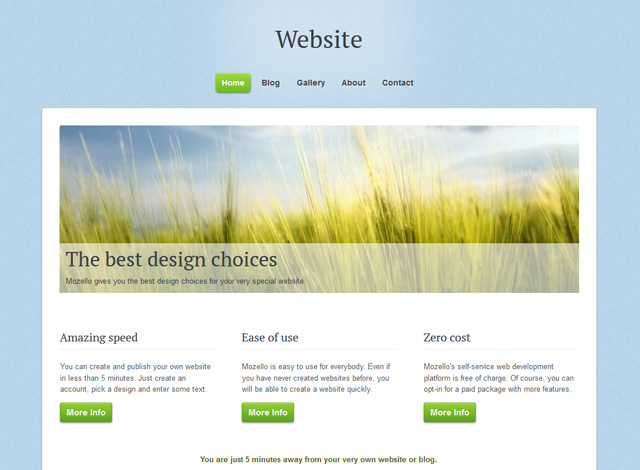 Website
Home Blog Gallery About Contact
The best design choices
Mozello gives you the best design choices for your very special website
Amazing speed
You can create and publish your own website
in less than 5 minutes. Just create an
account, pick a design and enter some text.
More Info
Ease of use
Mozello is easy to use for everybody. Even if
you have never created websites before, you
will be able to create a website quickly.
More Info
Zero cost
Mozello's self-service web development
platform is free of charge. Of course, you can
opt-in for a paid package with more features.
More Info
You are just 5 minutes away from your very own website or blog.